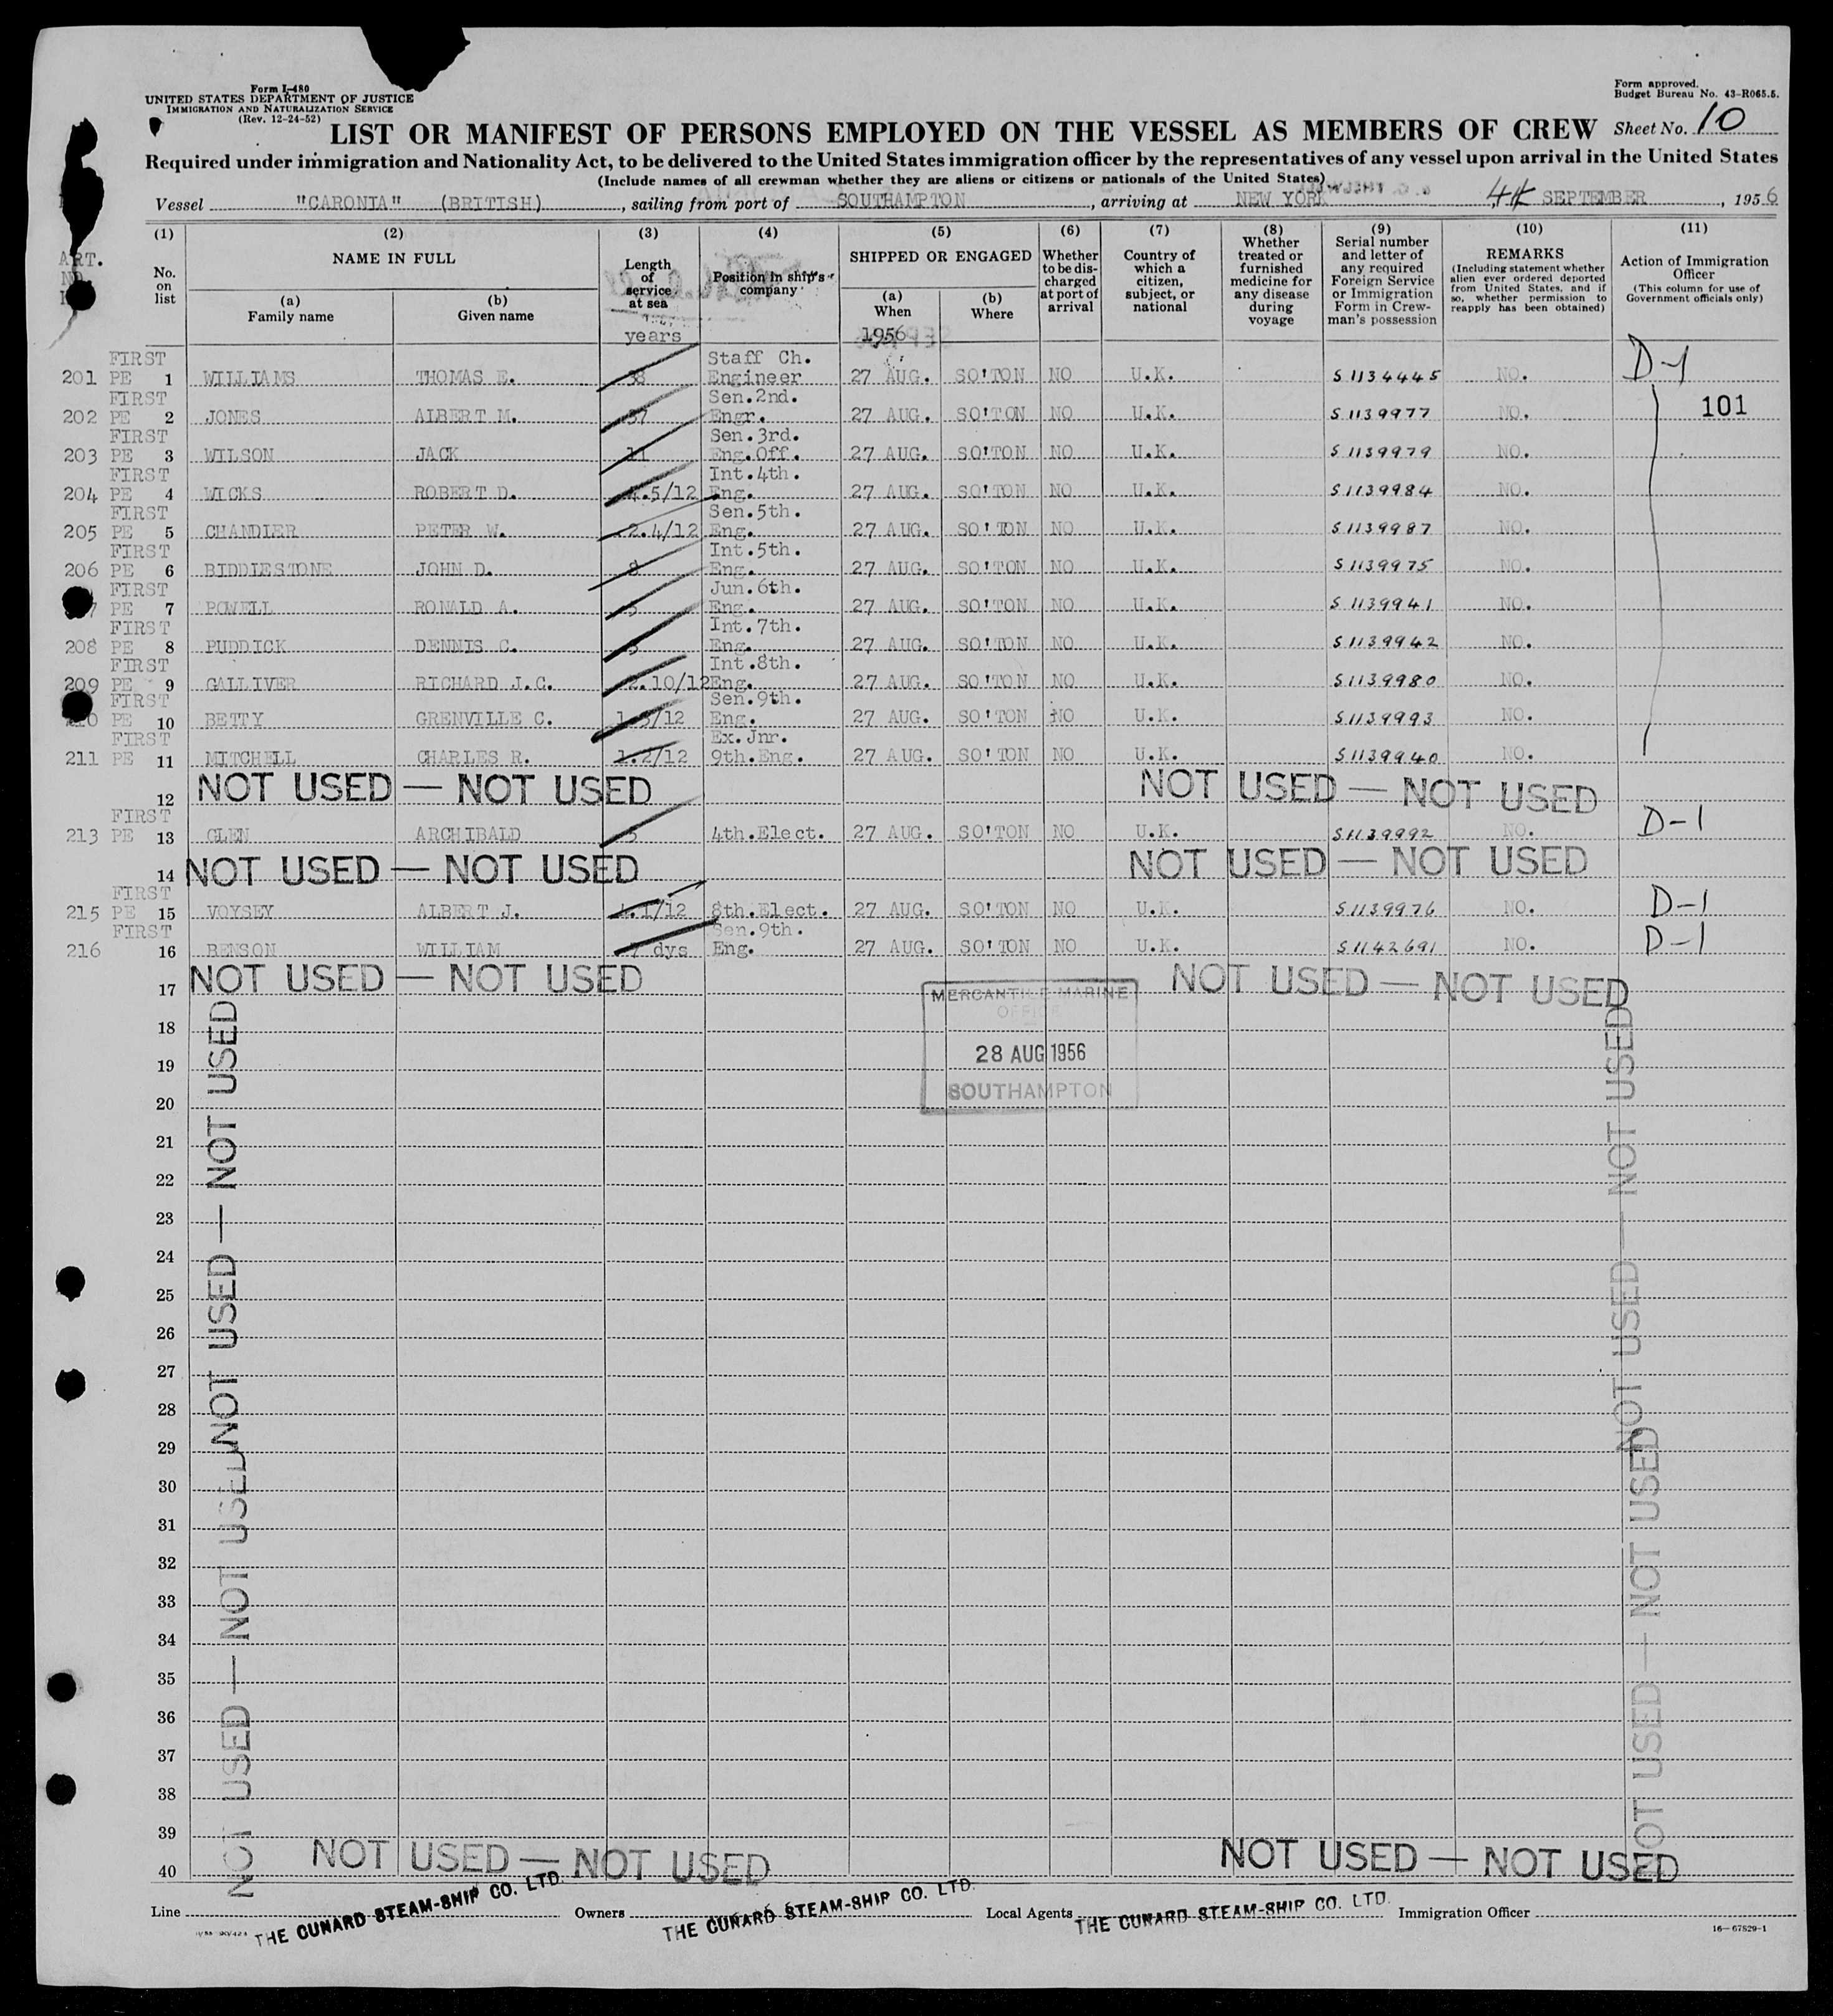 Form I-480
UNITED STATES DEPARTMENT OF JUSTICE
IMMIGRATION AND NATURALIZATION SERVICE
(Rev. 12-24-52)
Form approved.
Budget Bureau No. 43-R065.5.
LIST OR MANIFEST OF PERSONS EMPLOYED ON THE VESSEL AS MEMBERS OF CREW Sheet No. 10
Required under immigration and Nationality Act, to be delivered to the United States immigration officer by the representatives of any vessel upon arrival in the United States
(Include names of all crewman whether they are aliens or citizens or nationals of the United States)
Vessel "CARONIA" (BRITISH), sailing from port of SOUTHAMPTON, arriving at NEW YORK SEPTEMBER, 1956
(1) (2) (3) (4) (5) (6) (7) (8) (9) (10) (11)
ART.
No. on list
NAME IN FULL
(a) Family name
(b) Given name
Length of service at sea
years
Position in ship's company
SHIPPED OR ENGAGED
(a) When
(b) Where
1956
Whether to be discharged at port of arrival
Country of which a citizen, subject, or national
Whether treated or furnished medicine for any disease during voyage
Serial number and letter of any required Foreign Service or Immigration Form in Crewman's possession
REMARKS
(Including statement whether alien ever ordered deported from United States, and if so, whether permission to reapply has been obtained)
Action of Immigration Officer
(This column for use of Government officials only)
FIRST Staff Ch.
201 PE 1 WILLIAMS THOMAS E. 38 Engineer 27 AUG. SO'TON NO U.K. S1134445 NO. D-1
FIRST Sen.2nd.
202 PE 2 JONES ALBERT M. 37 Engr. 27 AUG. SO'TON NO U.K. S1139977 NO. 101
FIRST Sen.3rd.
203 PE 3 WILSON JACK 11 Eng.Off. 27 AUG. SO'TON NO U.K. S1139979 NO.
FIRST Int.4th.
204 PE 4 WICKS ROBERT D. .5/12 Eng. 27 AUG. SO'TON NO U.K. S1139984 NO.
FIRST Sen.5th.
205 PE 5 CHANDLER PETER W. 2.4/12 Eng. 27 AUG. SO'TON NO U.K. S1139987 NO.
FIRST Int.5th.
206 PE 6 BIDDLESTONE JOHN D. 8 Eng. 27 AUG. SO'TON NO U.K. S1139975 NO.
FIRST Jun.6th.
7 PE 7 POWELL RONALD A. Eng. 27 AUG. SO'TON NO U.K. S1139941 NO.
FIRST Int.7th.
208 PE 8 PUDDICK DENNIS C. Eng. 27 AUG. SO'TON NO U.K. S1139942 NO.
FIRST Int.8th.
209 PE 9 GALLIVER RICHARD J.C. 2.10/12 Eng. 27 AUG. SO'TON NO U.K. S1139980 NO.
FIRST Sen.9th.
10 PE 10 BETTY GRENVILLE C. Eng. 27 AUG. SO'TON NO U.K. S1139993 NO.
FIRST Ex.Jnr.
211 PE 11 MITCHELL CHARLES R. 1.2/12 9th.Eng. 27 AUG. SO'TON NO U.K. S1139940 NO.
12 NOT USED — NOT USED NOT USED — NOT USED
FIRST
213 PE 13 GLEN ARCHIBALD 5 4th.Elect. 27 AUG. SO'TON NO U.K. S1139992 NO. D-1
14 NOT USED — NOT USED NOT USED — NOT USED
FIRST
215 PE 15 VOYSEY ALBERT J. .1/12 8th.Elect. 27 AUG. SO'TON NO U.K. S1139976 NO. D-1
FIRST Sen.9th.
216 16 BENSON WILLIAM 7 dys Eng. 27 AUG. SO'TON NO U.K. S1142691 NO. D-1
17 NOT USED — NOT USED NOT USED — NOT USED
MERCANTILE MARINE
OFFICE
28 AUG 1956
SOUTHAMPTON
18
19
20
21
22
23
24
25
26
27
28
29
30
31
32
33
34
35
36
37
38
39
40
NOT USED — NOT USED
NOT USED — NOT USED
NOT USED — NOT USED
NOT USED — NOT USED
NOT USED — NOT USED
NOT USED — NOT USED
Line THE CUNARD STEAM-SHIP CO. LTD. Owners THE CUNARD STEAM-SHIP CO. LTD. Local Agents THE CUNARD STEAM-SHIP CO. LTD. Immigration Officer
16—67829-1